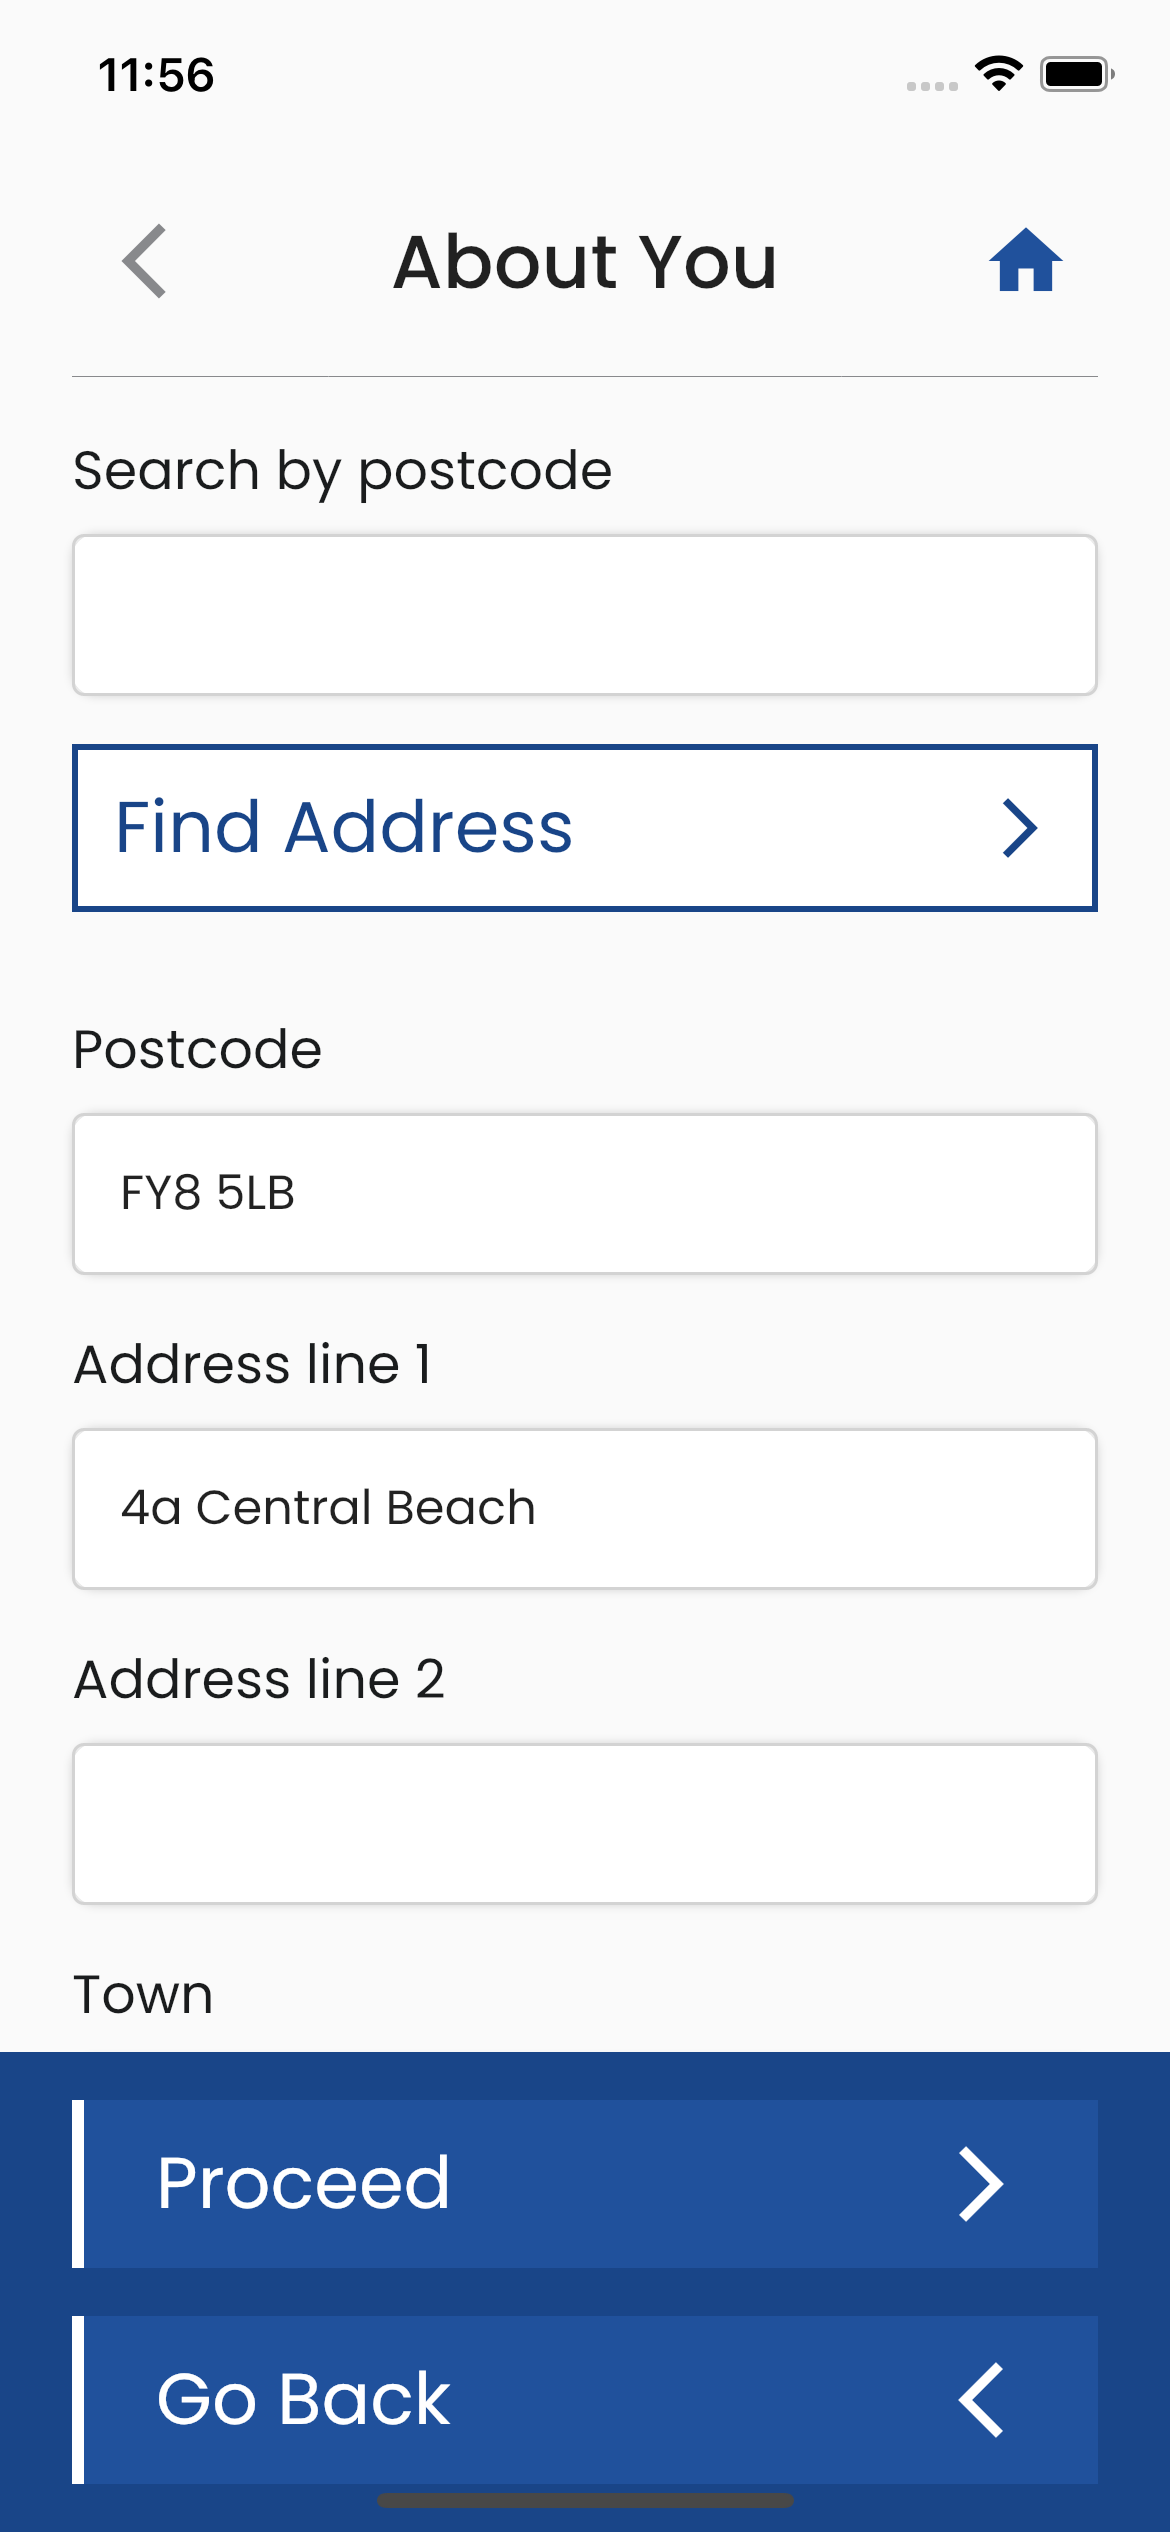 11:56
About You
Search by postcode
Find Address
Postcode
FY8 5LB
Address line 1
4a Central Beach
Address line 2
Town
Proceed
Go Back